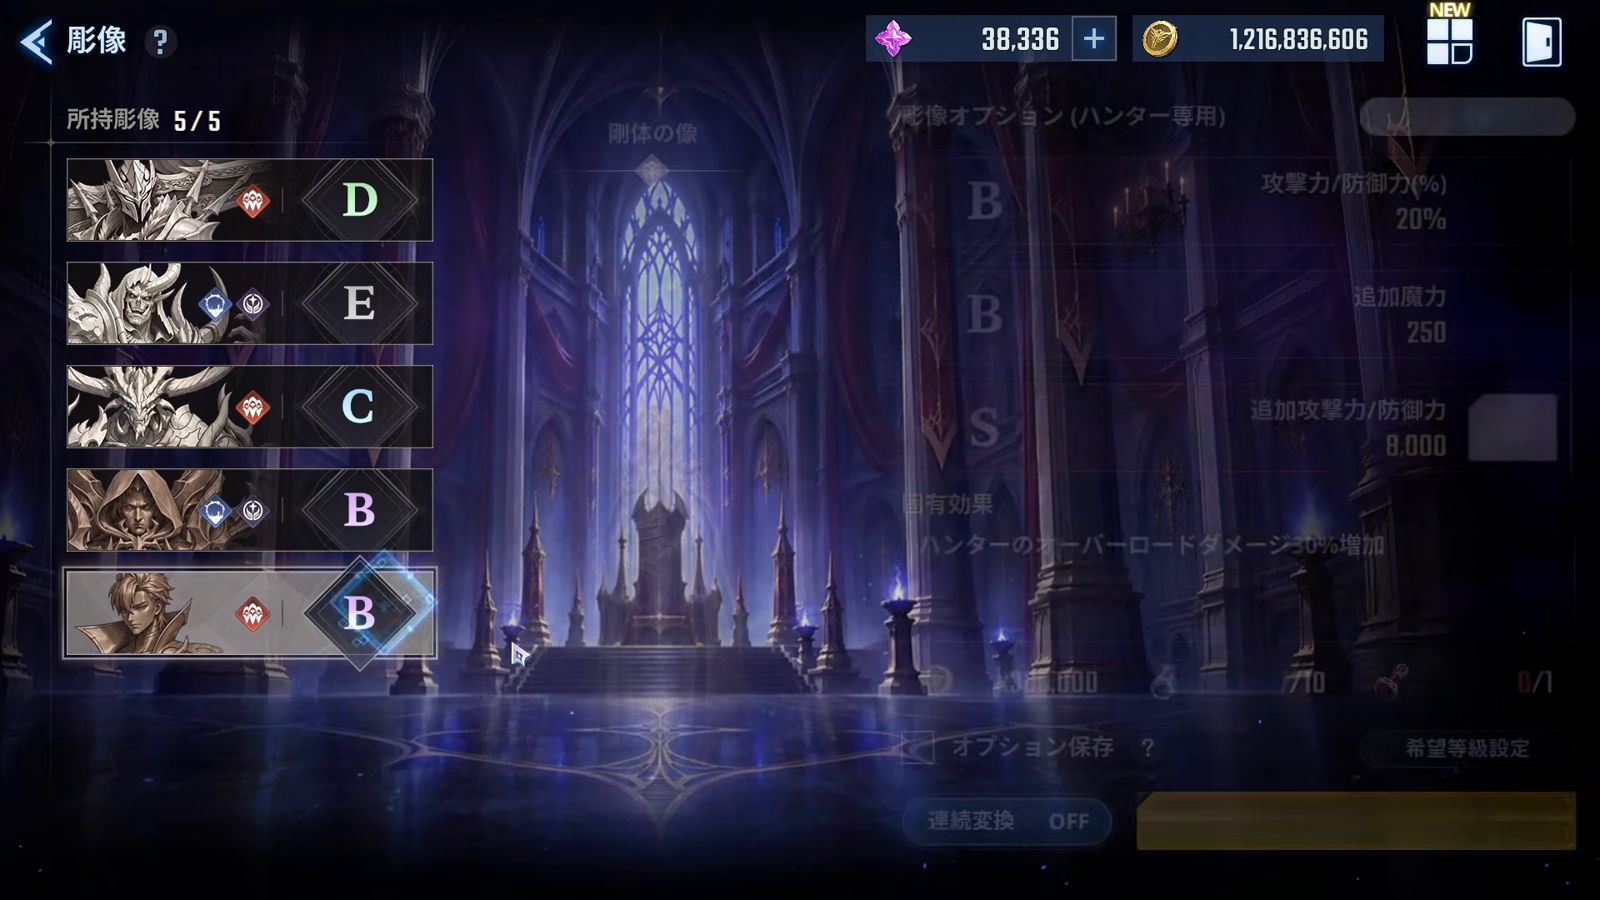 彫像 ?
38,336 +
1,216,836,606
NEW
所持彫像 5/5
D
E
C
B
B
剛体の像
彫像オプション (ハンター専用)
B
攻撃力/防御力(%)
20%
B
追加魔力
250
S
追加攻撃力/防御力
8,000
固有効果
ハンターのオーバーロードダメージ30%増加
/10
0/1
オプション保存 ?
希望等級設定
連続変換 OFF